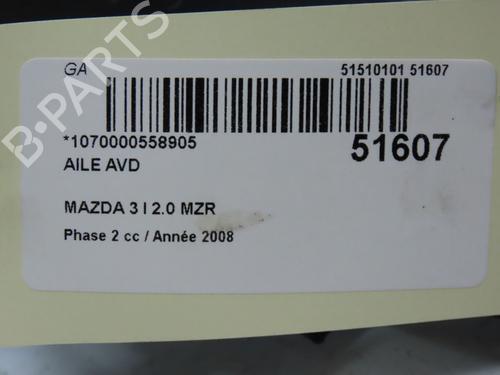 GA 51510101 51607
*1070000558905 51607
AILE AVD
MAZDA 3 I 2.0 MZR
Phase 2 cc / Année 2008
B-PARTS